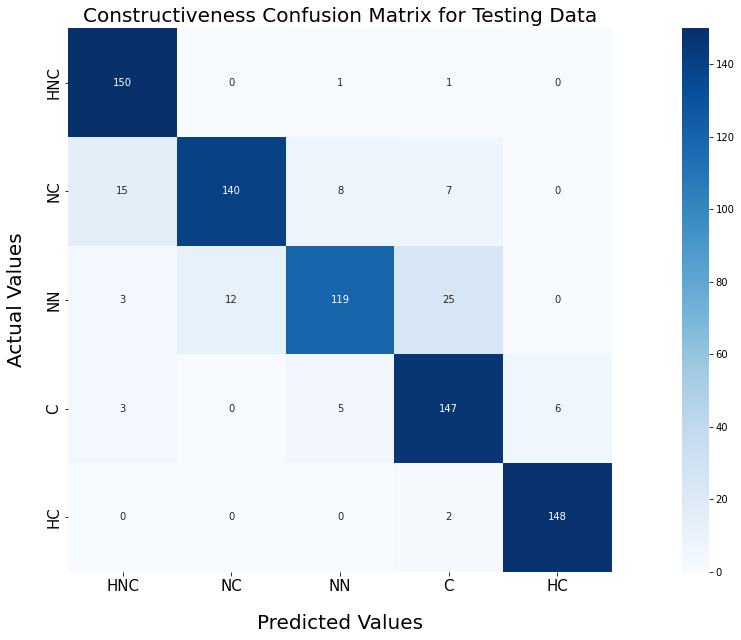 Constructiveness Confusion Matrix for Testing Data
HNC 150 0 1 1 0
NC 15 140 8 7 0
NN 3 12 119 25 0
C 3 0 5 147 6
HC 0 0 0 2 148
HNC NC NN C HC
Actual Values
Predicted Values
140
120
100
80
60
40
20
0